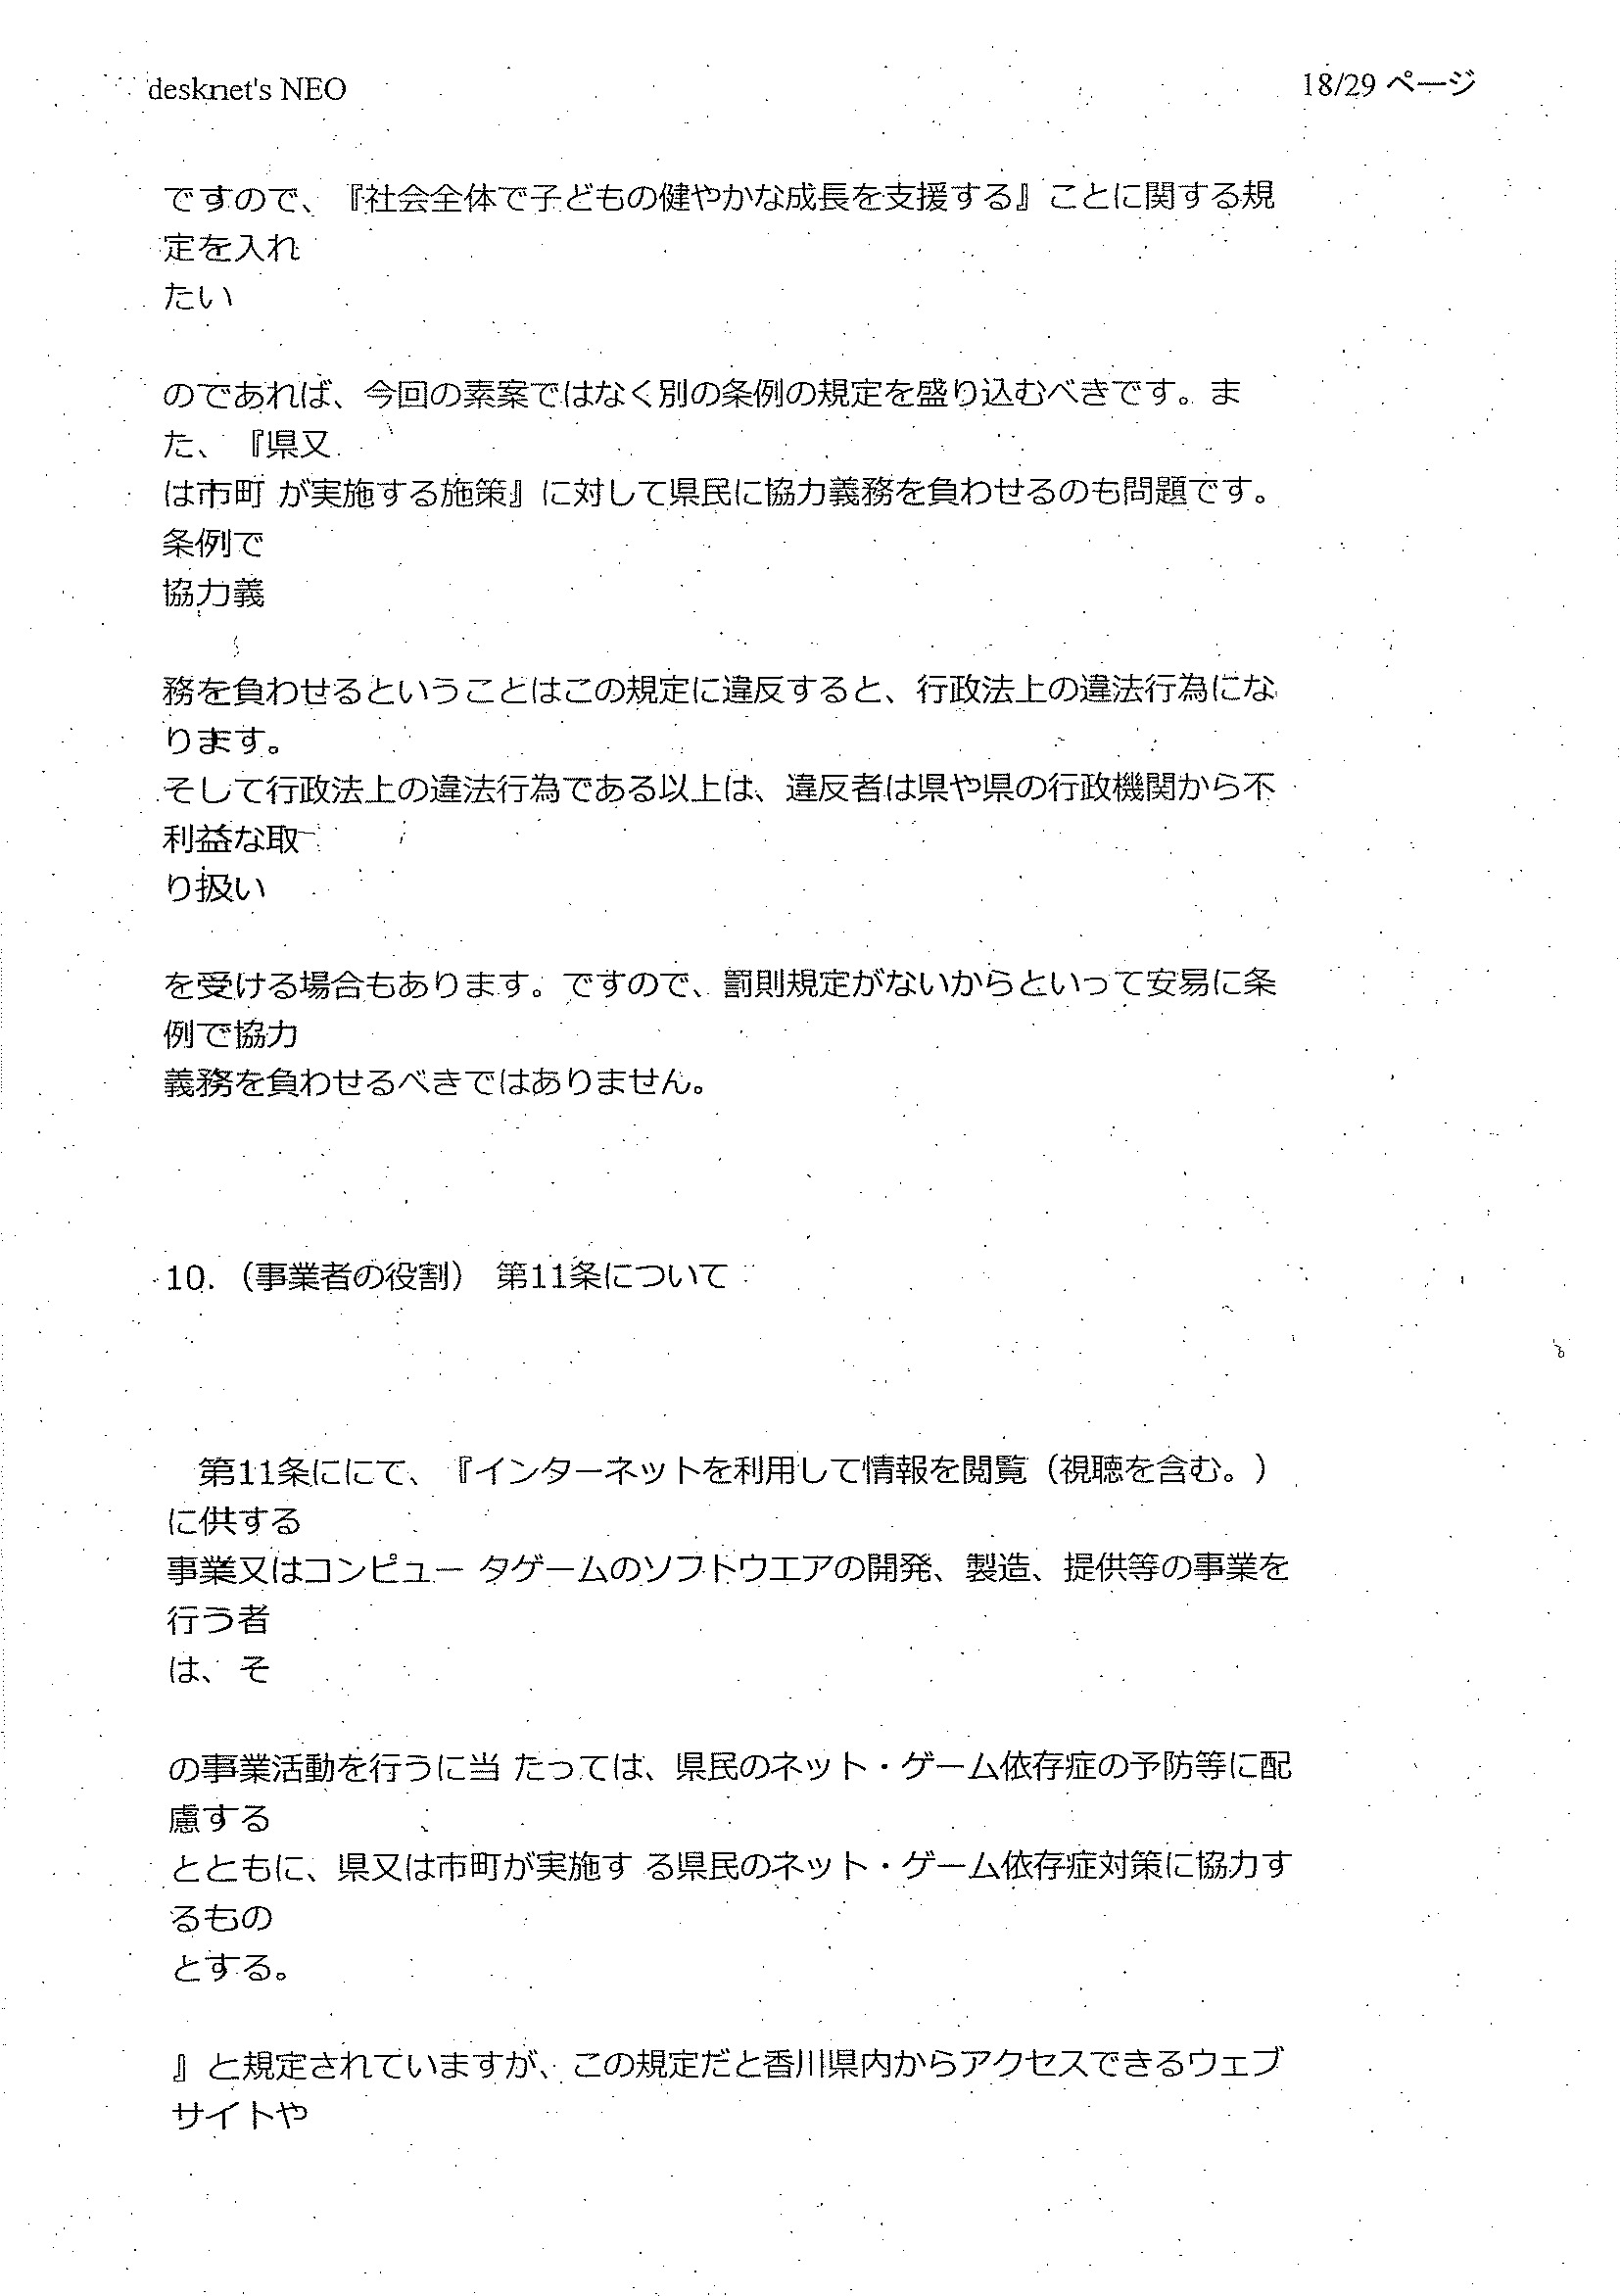 desknet's NEO
18/29 ページ
ですので、『社会全体で子どもの健やかな成長を支援する』ことに関する規
定を入れ
たい
のであれば、今回の素案ではなく別の条例の規定を盛り込むべきです。ま
た、『県又
は市町 が実施する施策』に対して県民に協力義務を負わせるのも問題です。
条例で
協力義
務を負わせるということはこの規定に違反すると、行政法上の違法行為にな
ります。
そして行政法上の違法行為である以上は、違反者は県や県の行政機関から不
利益な取
り扱い
を受ける場合もあります。ですので、罰則規定がないからといって安易に条
例で協力
義務を負わせるべきではありません。
10.（事業者の役割） 第11条について
第11条ににて、『インターネットを利用して情報を閲覧（視聴を含む。）
に供する
事業又はコンピュー タゲームのソフトウエアの開発、製造、提供等の事業を
行う者
は、そ
の事業活動を行うに当 たっては、県民のネット・ゲーム依存症の予防等に配
慮する
とともに、県又は市町が実施す る県民のネット・ゲーム依存症対策に協力す
るもの
とする。
』と規定されていますが、この規定だと香川県内からアクセスできるウェブ
サイトや